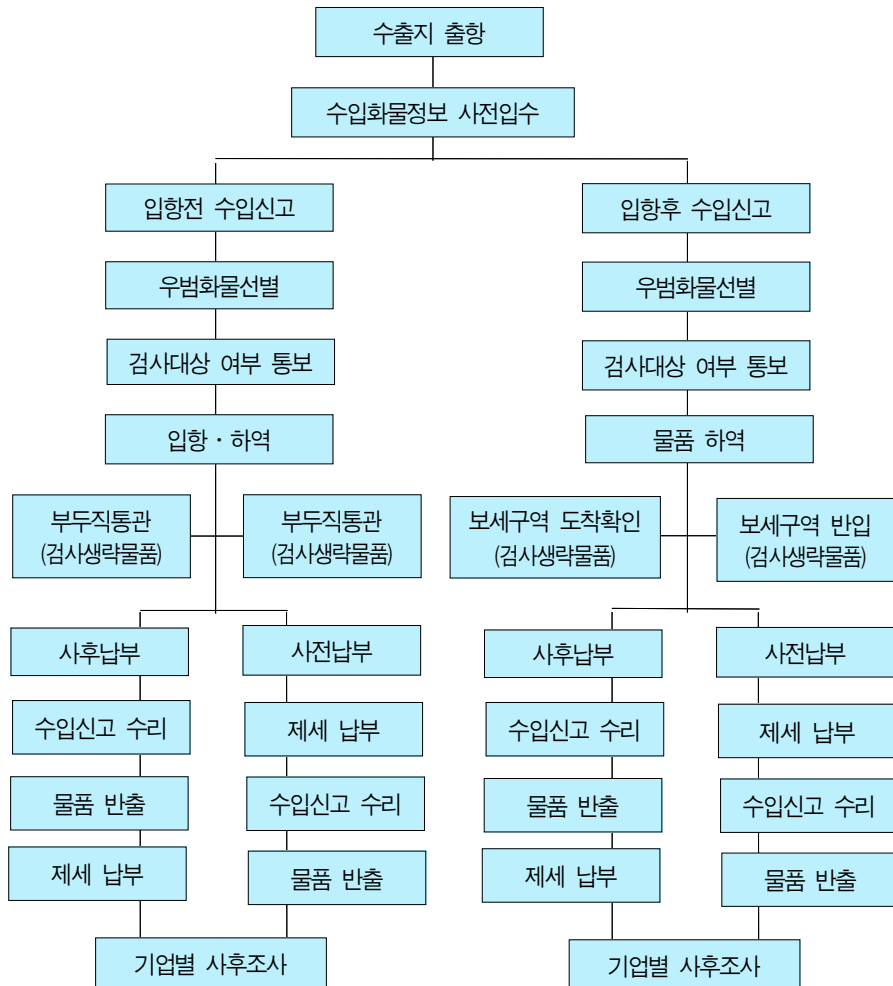 수출지 출항
수입화물정보 사전입수
입항전 수입신고
입항후 수입신고
우범화물선별
우범화물선별
검사대상 여부 통보
검사대상 여부 통보
입항·하역
물품 하역
부두직통관
(검사생략물품)
부두직통관
(검사생략물품)
보세구역 도착확인
(검사생략물품)
보세구역 반입
(검사생략물품)
사후납부
사전납부
사후납부
사전납부
수입신고 수리
제세 납부
수입신고 수리
제세 납부
물품 반출
수입신고 수리
물품 반출
수입신고 수리
제세 납부
물품 반출
제세 납부
물품 반출
기업별 사후조사
기업별 사후조사